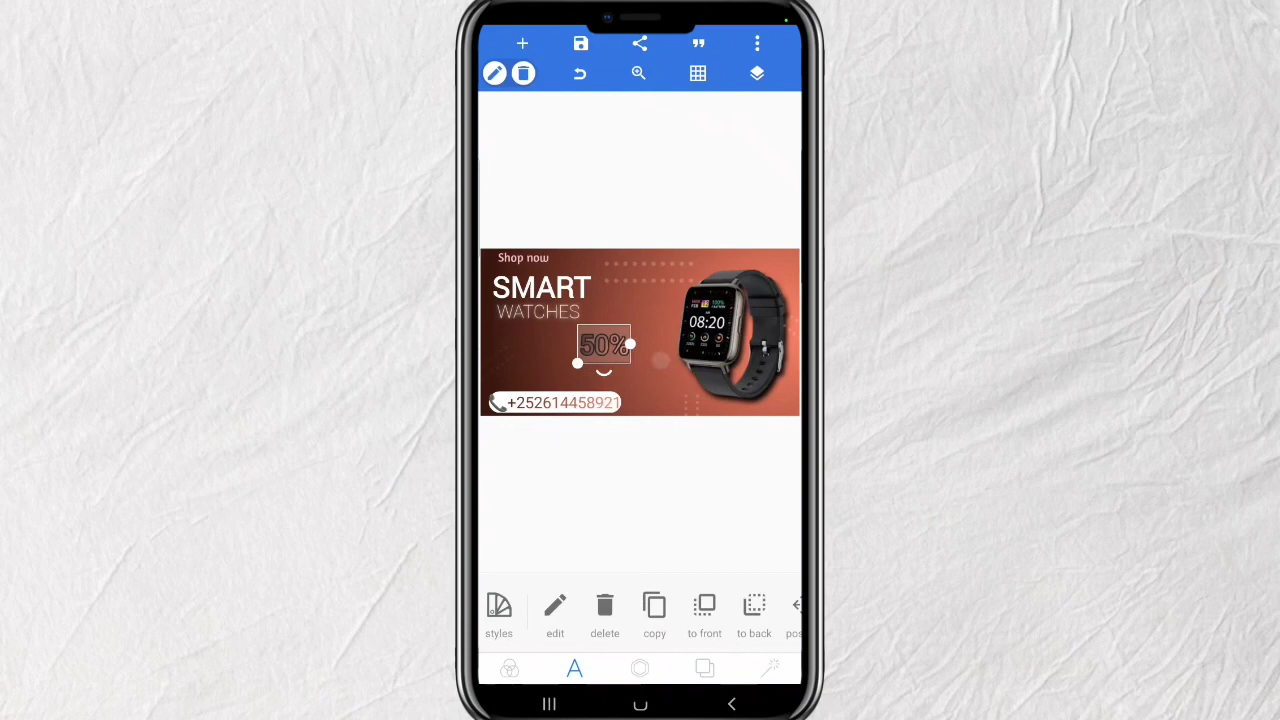 Shop now
SMART
WATCHES
08:20
50%
+252614458921
styles
edit
delete
copy
to front
to back
A